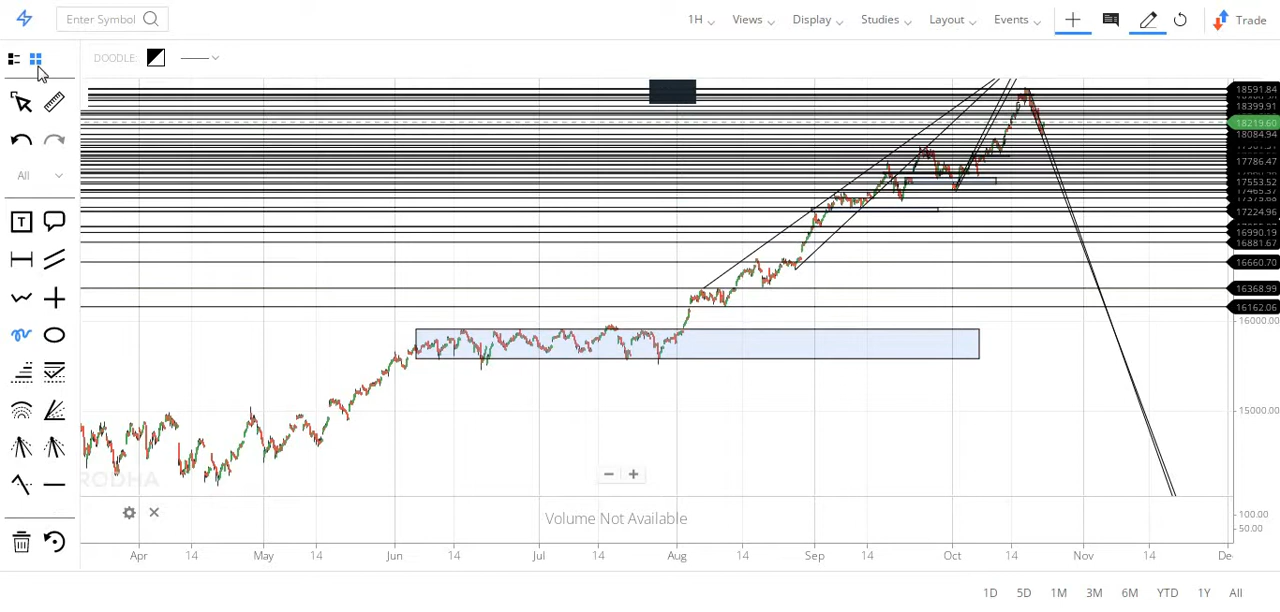 Enter Symbol
1H
Views
Display
Studies
Layout
Events
Trade
DOODLE:
All
T
18591.84
18399.91
18219.60
18084.94
17786.47
17553.52
17224.96
16990.19
16881.67
16660.70
16368.99
16162.06
16000.00
15000.00
RODHA
Volume Not Available
100.00
50.00
Apr 14 May 14 Jun 14 Jul 14 Aug 14 Sep 14 Oct 14 Nov 14
1D 5D 1M 3M 6M YTD 1Y All